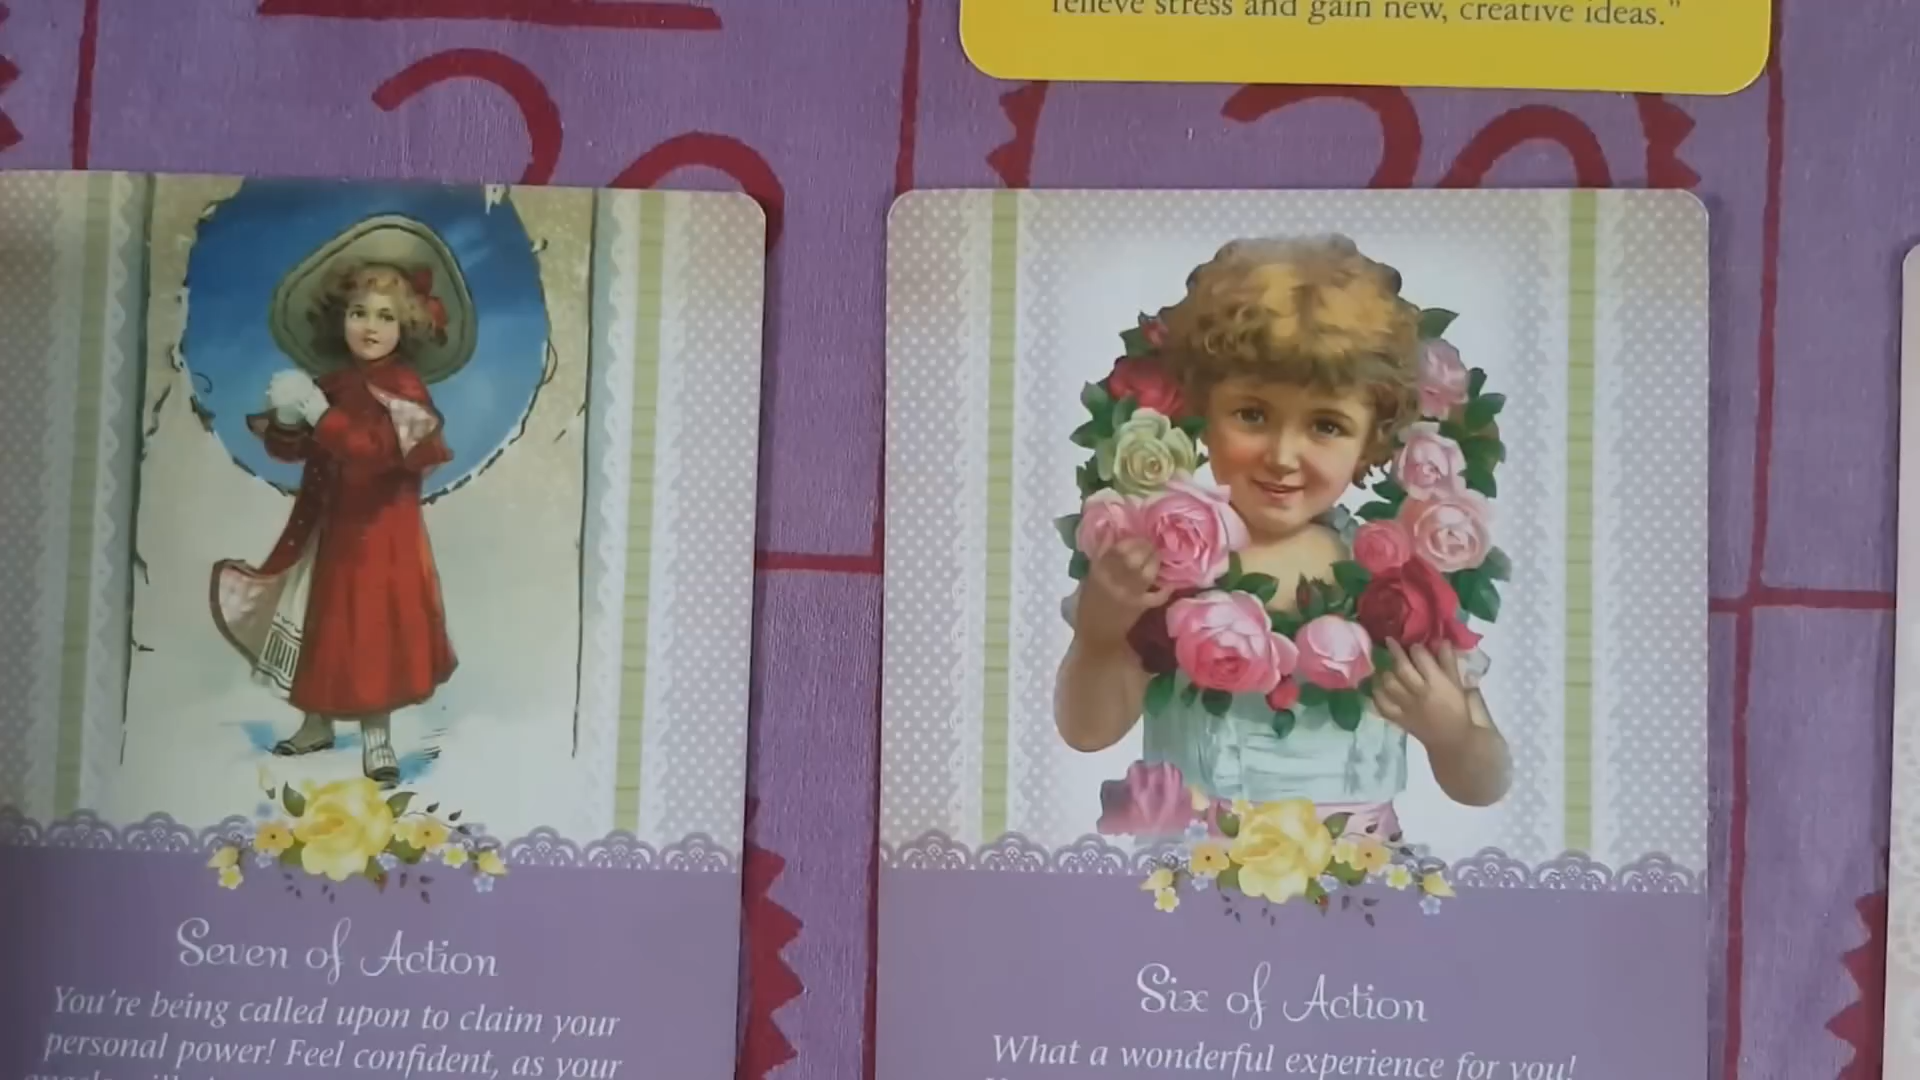 relieve stress and gain new, creative ideas."
Seven of Action
You're being called upon to claim your
personal power! Feel confident, as your
Six of Action
What a wonderful experience for you!